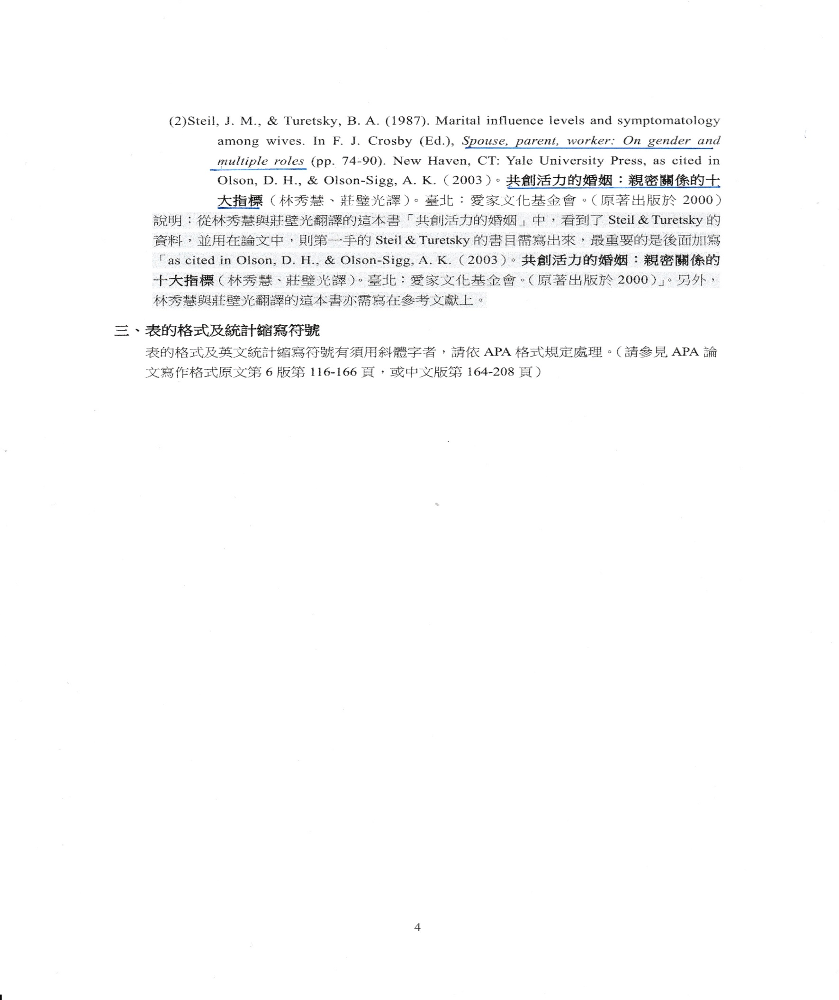 (2)Steil, J. M., & Turetsky, B. A. (1987). Marital influence levels and symptomatology
among wives. In F. J. Crosby (Ed.), Spouse, parent, worker: On gender and
multiple roles (pp. 74-90). New Haven, CT: Yale University Press, as cited in
Olson, D. H., & Olson-Sigg, A. K.（2003）。共創活力的婚姻：親密關係的十
大指標（林秀慧、莊璧光譯）。臺北：愛家文化基金會。（原著出版於 2000）
說明：從林秀慧與莊壁光翻譯的這本書「共創活力的婚姻」中，看到了 Steil & Turetsky 的
資料，並用在論文中，則第一手的 Steil & Turetsky 的書目需寫出來，最重要的是後面加寫
「as cited in Olson, D. H., & Olson-Sigg, A. K.（2003）。共創活力的婚姻：親密關係的
十大指標（林秀慧、莊璧光譯）。臺北：愛家文化基金會。（原著出版於 2000）」。另外，
林秀慧與莊壁光翻譯的這本書亦需寫在參考文獻上。
三、表的格式及統計縮寫符號
表的格式及英文統計縮寫符號有須用斜體字者，請依 APA 格式規定處理。（請參見 APA 論
文寫作格式原文第 6 版第 116-166 頁，或中文版第 164-208 頁）
4